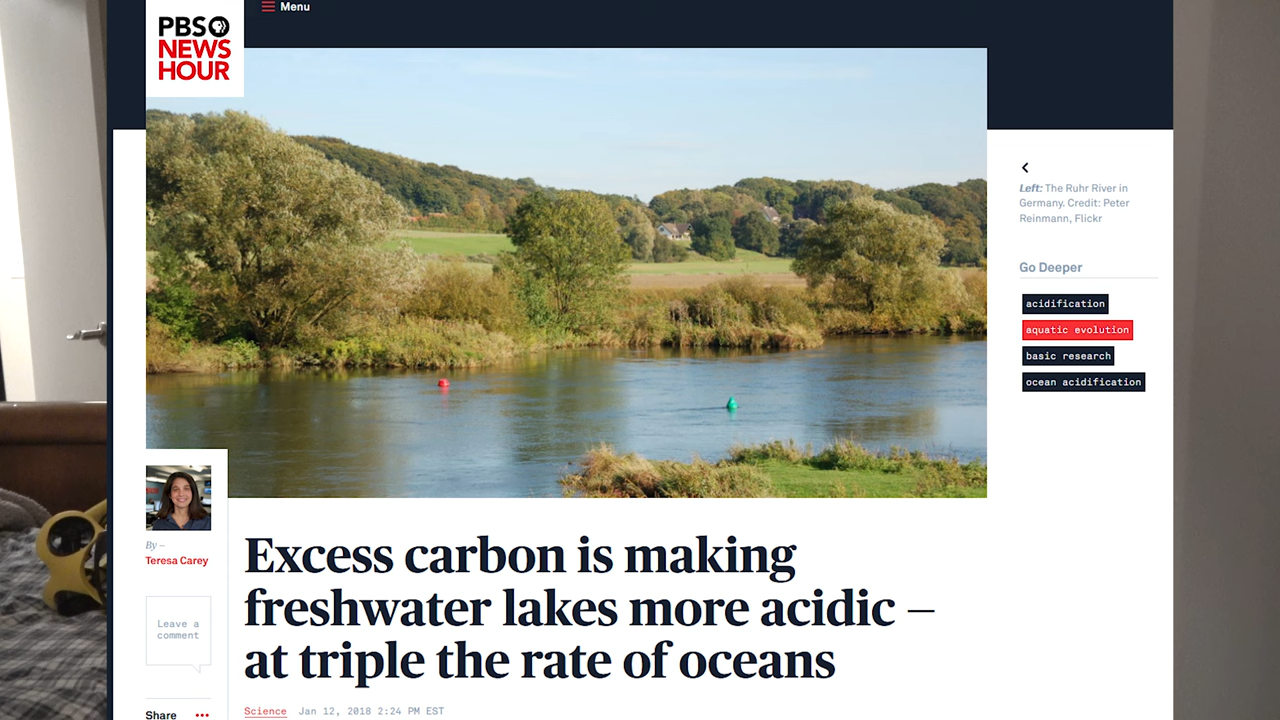 Menu
PBS
NEWS
HOUR
Left: The Ruhr River in
Germany. Credit: Peter
Reinmann, Flickr
Go Deeper
acidification
aquatic evolution
basic research
ocean acidification
By —
Teresa Carey
Leave a
comment
Share
Excess carbon is making
freshwater lakes more acidic —
at triple the rate of oceans
Science Jan 12, 2018 2:24 PM EST